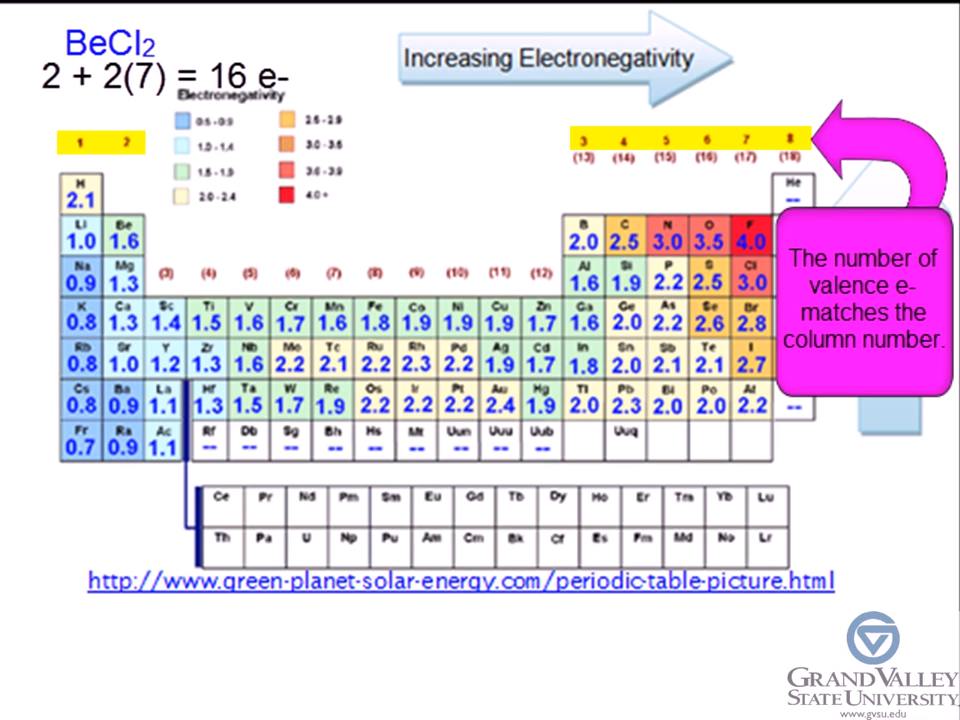 BeCl2
Increasing Electronegativity
2 + 2(7) = 16 e-
Electronegativity
0.5 - 0.9 2.5 - 2.9
1.0 - 1.4 3.0 - 3.5
1.5 - 1.9 3.6 - 3.9
2.0 - 2.4 4.0 +
1 2 3 4 5 6 7 8
(13) (14) (15) (16) (17) (18)
H He
2.1 --
Li Be B C N O F
1.0 1.6 2.0 2.5 3.0 3.5 4.0
Na Mg (3) (4) (5) (6) (7) (8) (9) (10) (11) (12) Al Si P S Cl
0.9 1.3 1.6 1.9 2.2 2.5 3.0
K Ca Sc Ti V Cr Mn Fe Co Ni Cu Zn Ga Ge As Se Br
0.8 1.3 1.4 1.5 1.6 1.7 1.6 1.8 1.9 1.9 1.9 1.7 1.6 2.0 2.2 2.6 2.8
Rb Sr Y Zr Nb Mo Tc Ru Rh Pd Ag Cd In Sn Sb Te I
0.8 1.0 1.2 1.3 1.6 2.2 2.1 2.2 2.3 2.2 1.9 1.7 1.8 2.0 2.0 2.1 2.7
Cs Ba La Hf Ta W Re Os Ir Pt Au Hg Tl Pb Bi Po At
0.8 0.9 1.1 1.3 1.5 1.7 1.9 2.2 2.2 2.2 2.4 1.9 2.0 2.3 2.0 2.0 2.2 --
Fr Ra Ac Rf Db Sg Bh Hs Mt Uun Uuu Uub Uuq
0.7 0.9 1.1 -- -- -- -- -- -- -- -- --
The number of
valence e-
matches the
column number.
Ce Pr Nd Pm Sm Eu Gd Tb Dy Ho Er Tm Yb Lu
Th Pa U Np Pu Am Cm Bk Cf Es Fm Md No Lr
http://www.green-planet-solar-energy.com/periodic-table-picture.html
GRAND VALLEY
STATE UNIVERSITY
www.gvsu.edu